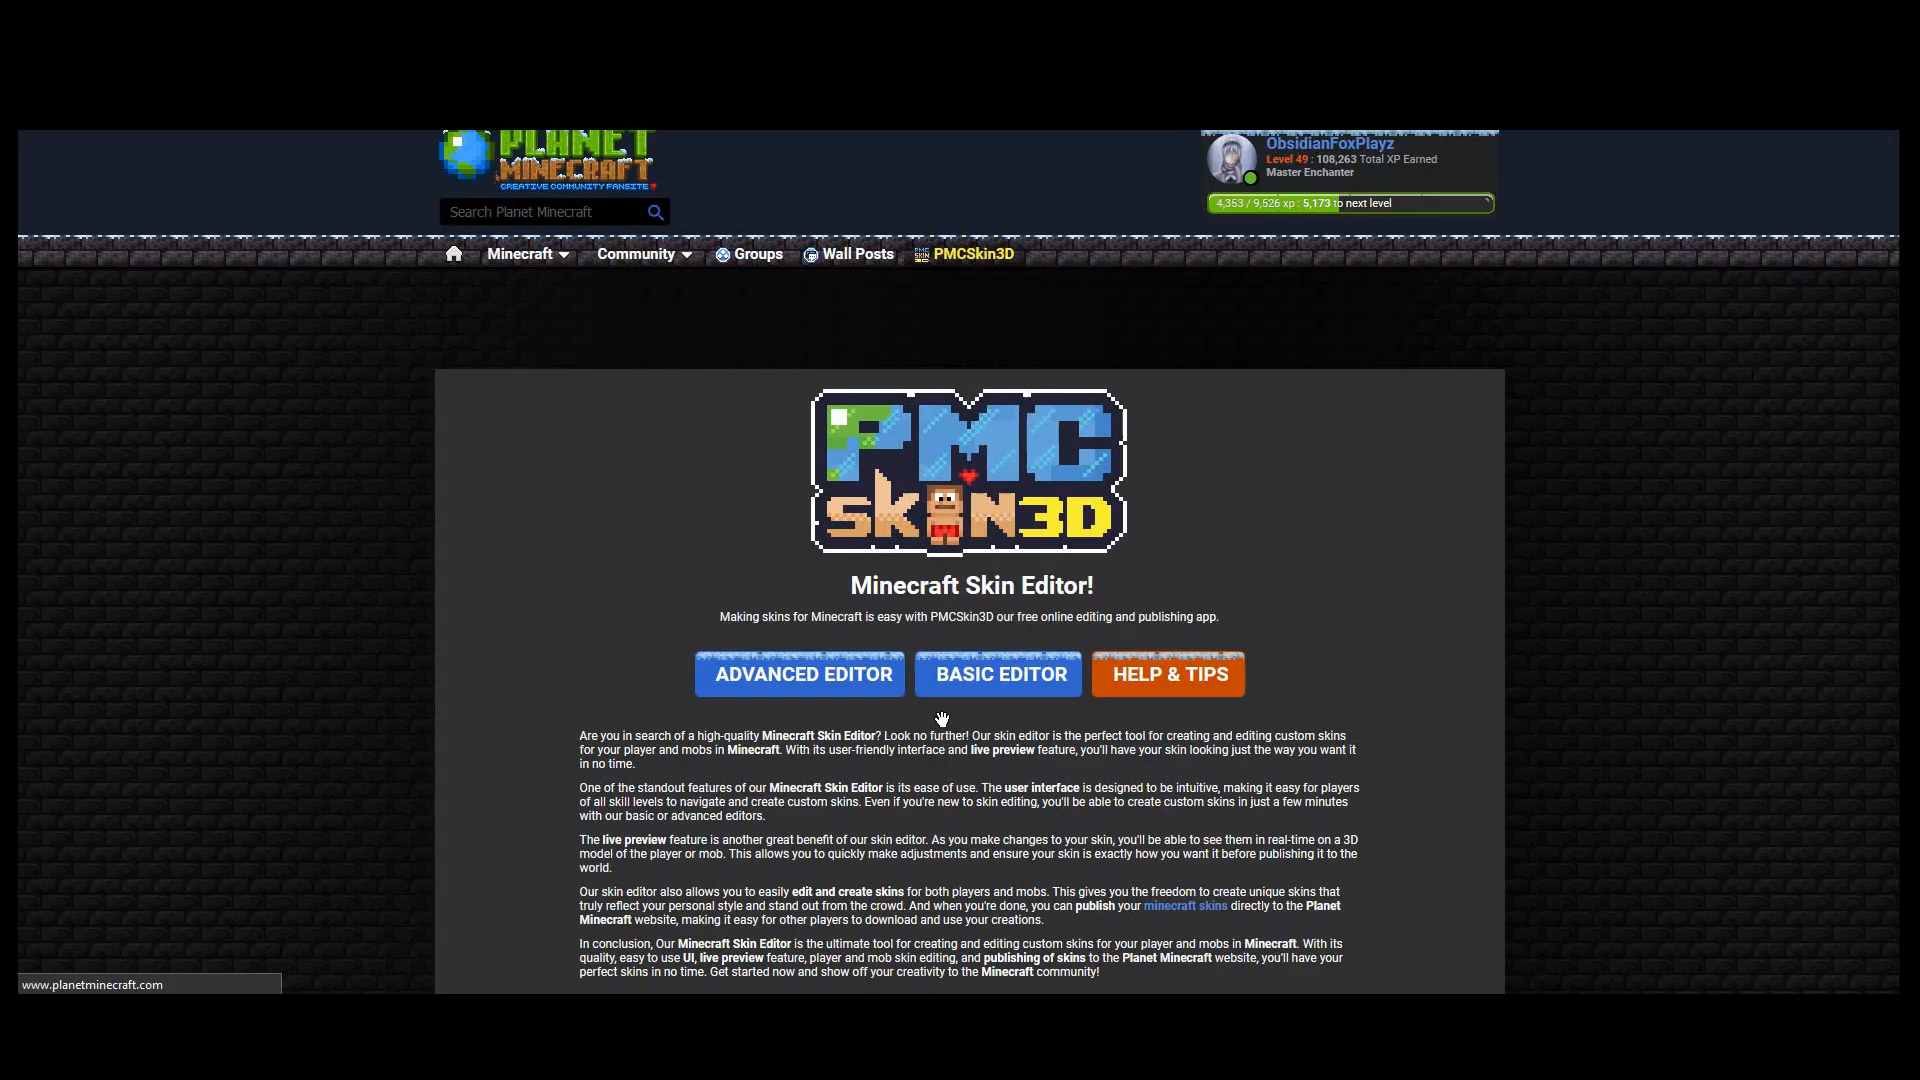 PLANET
MINECRAFT
CREATIVE COMMUNITY FANSITE
ObsidianFoxPlayz
Level 49 : 108,263 Total XP Earned
Master Enchanter
Search Planet Minecraft
4,353 / 9,526 xp : 5,173 to next level
Minecraft
Community
Groups
Wall Posts
PMC SKIN 3D
PMCSkin3D
PMC
SKIN3D
Minecraft Skin Editor!
Making skins for Minecraft is easy with PMCSkin3D our free online editing and publishing app.
ADVANCED EDITOR
BASIC EDITOR
HELP & TIPS
Are you in search of a high-quality Minecraft Skin Editor? Look no further! Our skin editor is the perfect tool for creating and editing custom skins
for your player and mobs in Minecraft. With its user-friendly interface and live preview feature, you'll have your skin looking just the way you want it
in no time.
One of the standout features of our Minecraft Skin Editor is its ease of use. The user interface is designed to be intuitive, making it easy for players
of all skill levels to navigate and create custom skins. Even if you're new to skin editing, you'll be able to create custom skins in just a few minutes
with our basic or advanced editors.
The live preview feature is another great benefit of our skin editor. As you make changes to your skin, you'll be able to see them in real-time on a 3D
model of the player or mob. This allows you to quickly make adjustments and ensure your skin is exactly how you want it before publishing it to the
world.
Our skin editor also allows you to easily edit and create skins for both players and mobs. This gives you the freedom to create unique skins that
truly reflect your personal style and stand out from the crowd. And when you're done, you can publish your minecraft skins directly to the Planet
Minecraft website, making it easy for other players to download and use your creations.
In conclusion, Our Minecraft Skin Editor is the ultimate tool for creating and editing custom skins for your player and mobs in Minecraft. With its
quality, easy to use UI, live preview feature, player and mob skin editing, and publishing of skins to the Planet Minecraft website, you'll have your
perfect skins in no time. Get started now and show off your creativity to the Minecraft community!
www.planetminecraft.com